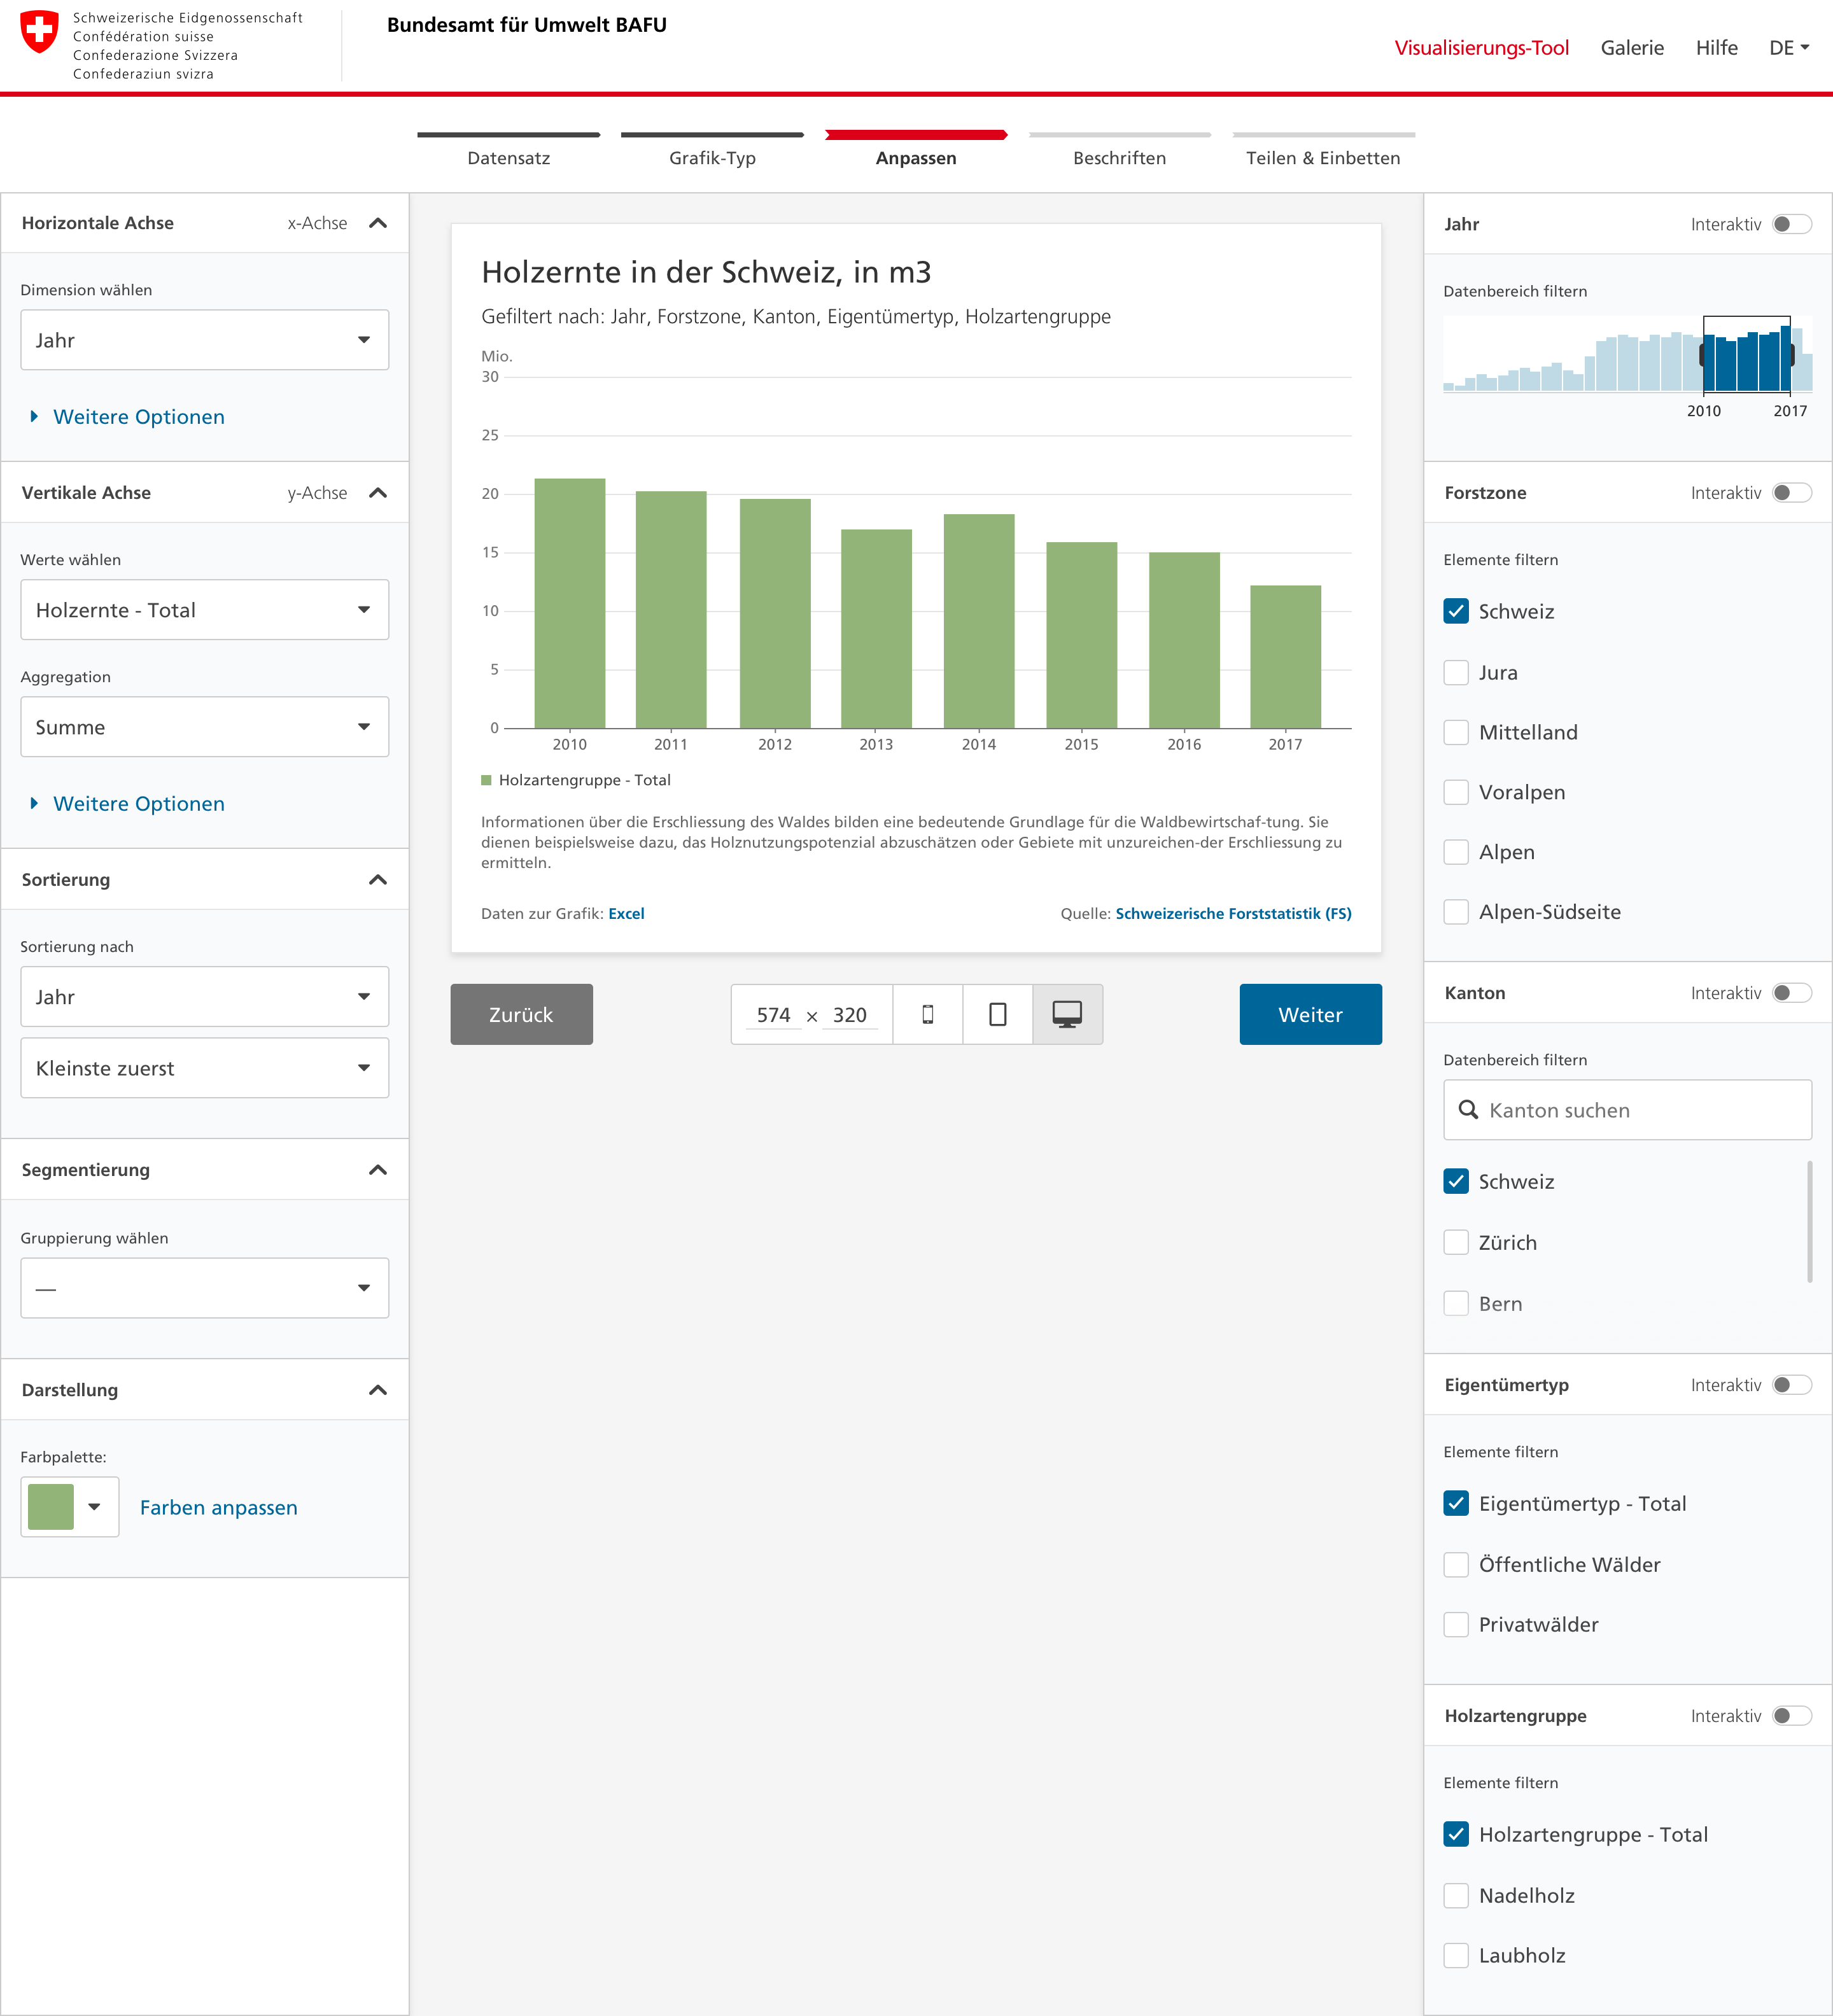 Schweizerische Eidgenossenschaft
Confédération suisse
Confederazione Svizzera
Confederaziun svizra
Bundesamt für Umwelt BAFU
Visualisierungs-Tool Galerie Hilfe DE
Datensatz Grafik-Typ Anpassen Beschriften Teilen & Einbetten
Horizontale Achse x-Achse
Dimension wählen
Jahr
Weitere Optionen
Vertikale Achse y-Achse
Werte wählen
Holzernte - Total
Aggregation
Summe
Weitere Optionen
Sortierung
Sortierung nach
Jahr
Kleinste zuerst
Segmentierung
Gruppierung wählen
—
Darstellung
Farbpalette:
Farben anpassen
Holzernte in der Schweiz, in m3
Gefiltert nach: Jahr, Forstzone, Kanton, Eigentümertyp, Holzartengruppe
Mio.
30
25
20
15
10
5
0
2010 2011 2012 2013 2014 2015 2016 2017
Holzartengruppe - Total
Informationen über die Erschliessung des Waldes bilden eine bedeutende Grundlage für die Waldbewirtschaf-tung. Sie
dienen beispielsweise dazu, das Holznutzungspotenzial abzuschätzen oder Gebiete mit unzureichen-der Erschliessung zu
ermitteln.
Daten zur Grafik: Excel Quelle: Schweizerische Forststatistik (FS)
Zurück 574 × 320 Weiter
Jahr Interaktiv
Datenbereich filtern
2010 2017
Forstzone Interaktiv
Elemente filtern
Schweiz
Jura
Mittelland
Voralpen
Alpen
Alpen-Südseite
Kanton Interaktiv
Datenbereich filtern
Kanton suchen
Schweiz
Zürich
Bern
Eigentümertyp Interaktiv
Elemente filtern
Eigentümertyp - Total
Öffentliche Wälder
Privatwälder
Holzartengruppe Interaktiv
Elemente filtern
Holzartengruppe - Total
Nadelholz
Laubholz